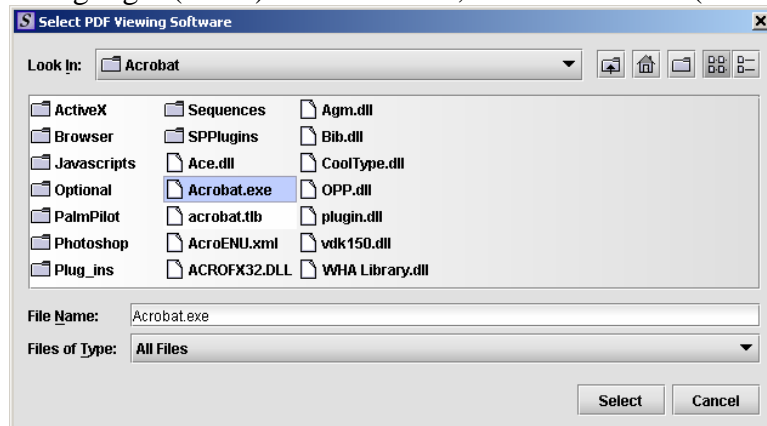 Select PDF Viewing Software
Look In: Acrobat
ActiveX Sequences Agm.dll
Browser SPPlugins Bib.dll
Javascripts Ace.dll CoolType.dll
Optional Acrobat.exe OPP.dll
PalmPilot acrobat.tlb plugin.dll
Photoshop AcroENU.xml vdk150.dll
Plug_ins ACROFX32.DLL WHA Library.dll
File Name: Acrobat.exe
Files of Type: All Files
Select Cancel